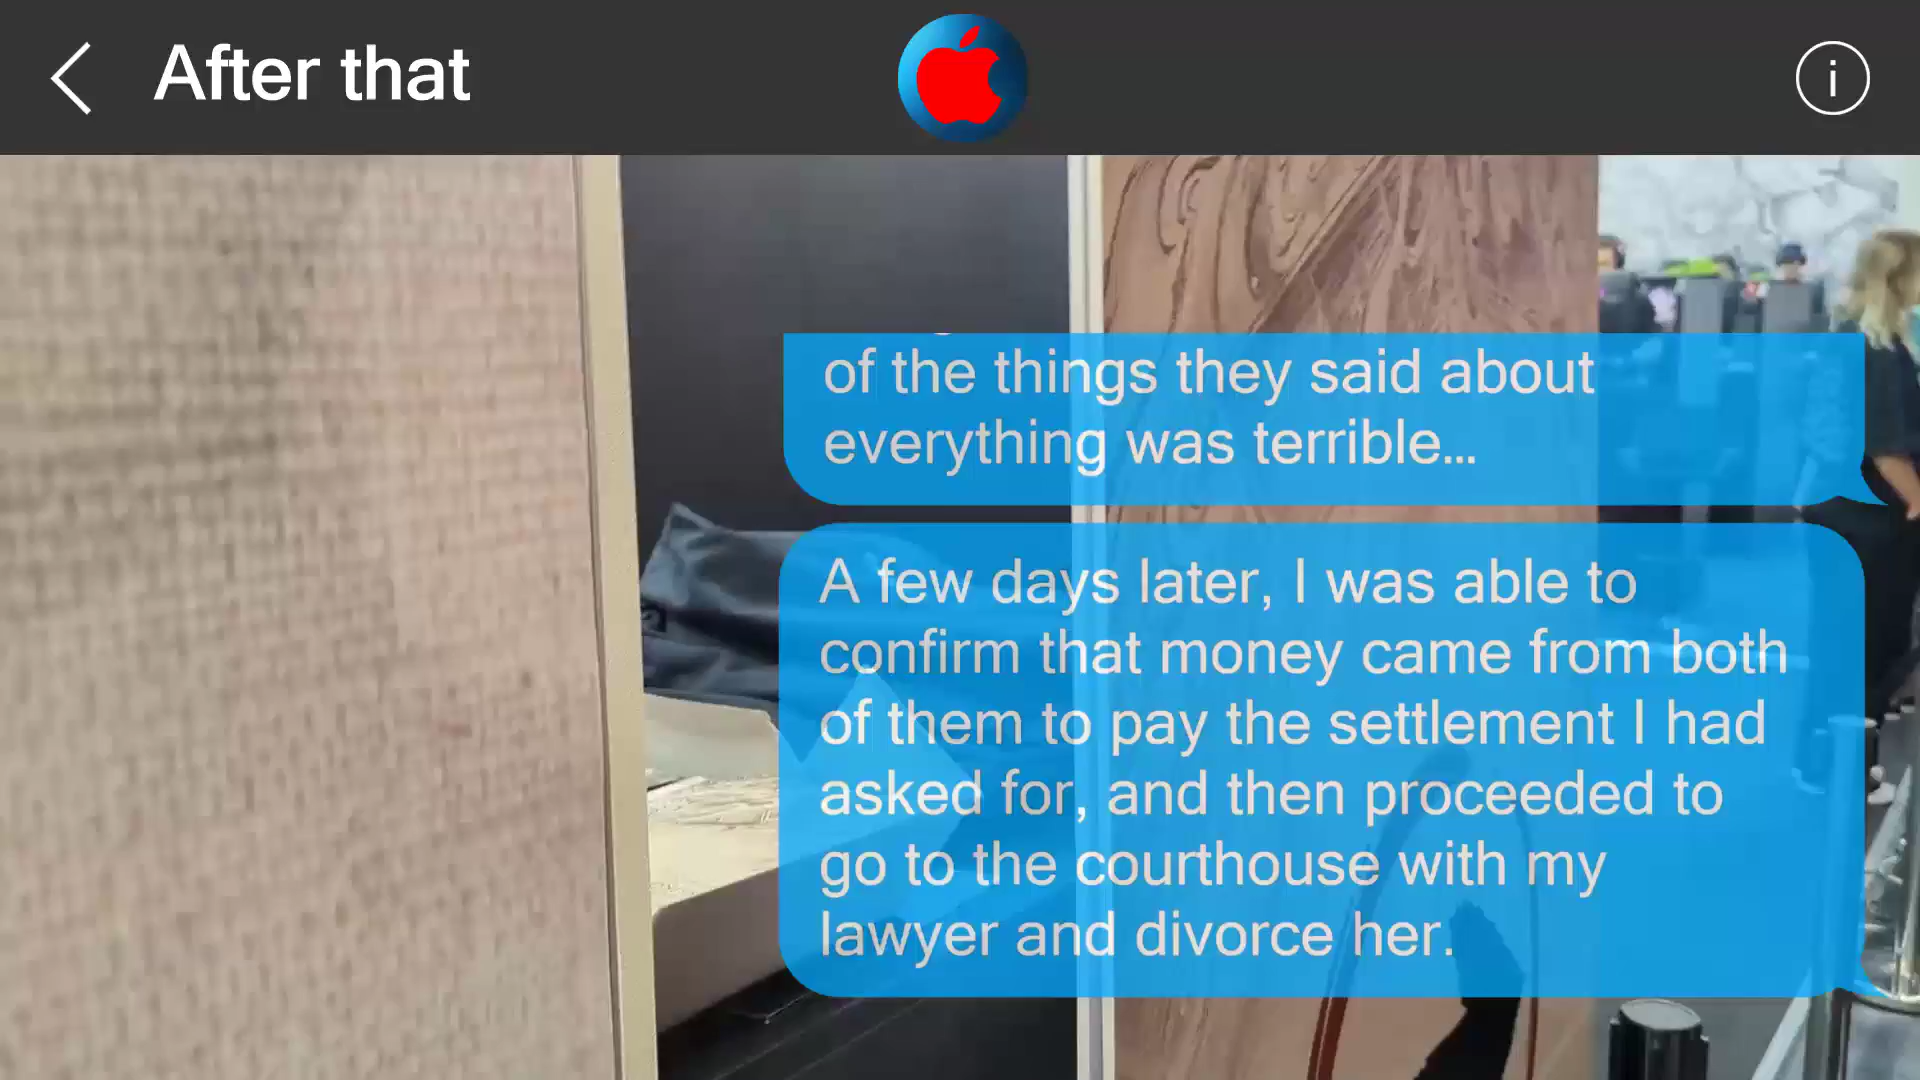 After that
of the things they said about
everything was terrible...
A few days later, I was able to
confirm that money came from both
of them to pay the settlement I had
asked for, and then proceeded to
go to the courthouse with my
lawyer and divorce her.